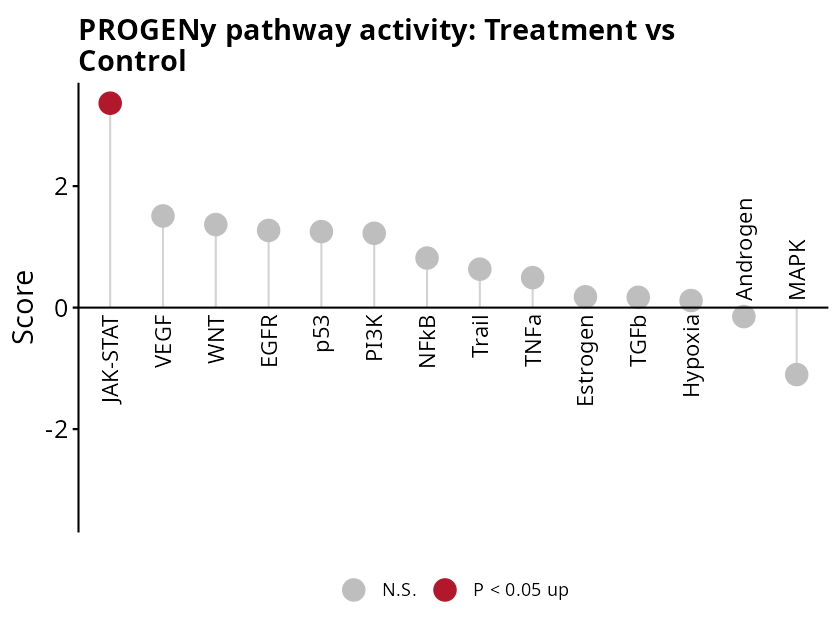 PROGENy pathway activity: Treatment vs
Control
Score
2
0
-2
JAK-STAT
VEGF
WNT
EGFR
p53
PI3K
NFkB
Trail
TNFa
Estrogen
TGFb
Hypoxia
Androgen
MAPK
N.S.
P < 0.05 up